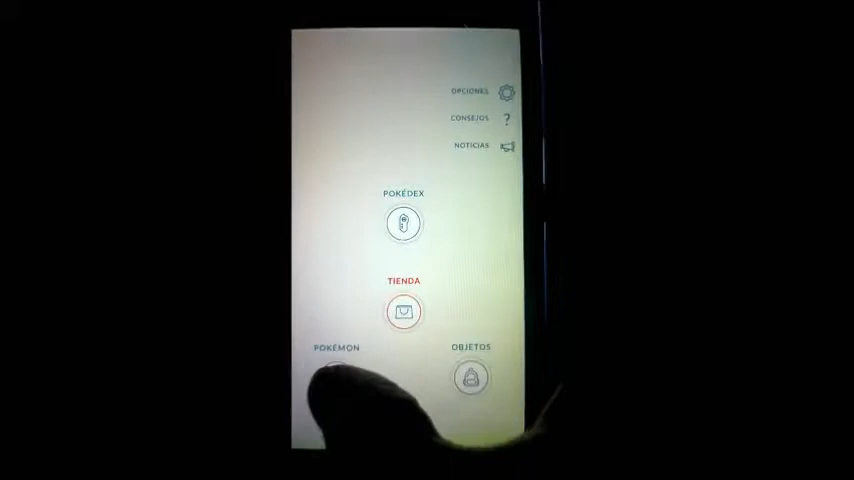 OPCIONES
CONSEJOS
?
NOTICIAS
POKÉDEX
TIENDA
POKÉMON
OBJETOS